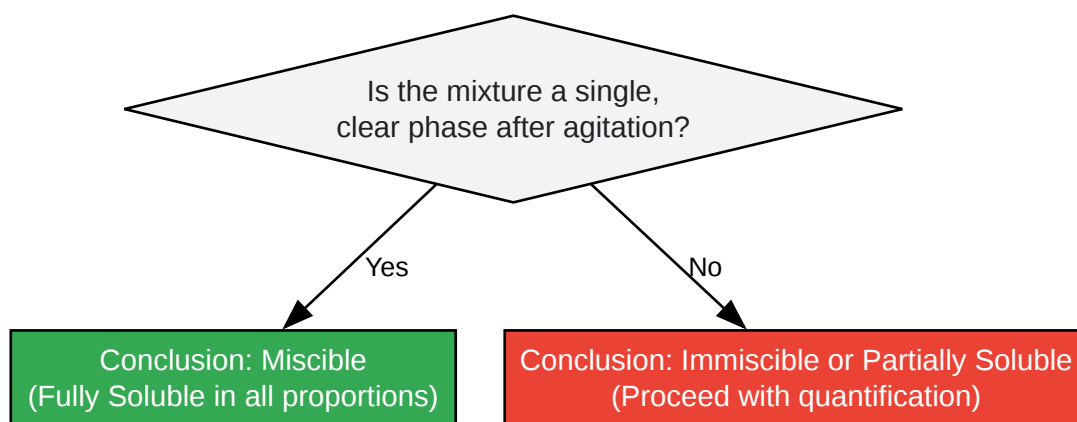 Is the mixture a single,
clear phase after agitation?
Yes
No
Conclusion: Miscible
(Fully Soluble in all proportions)
Conclusion: Immiscible or Partially Soluble
(Proceed with quantification)